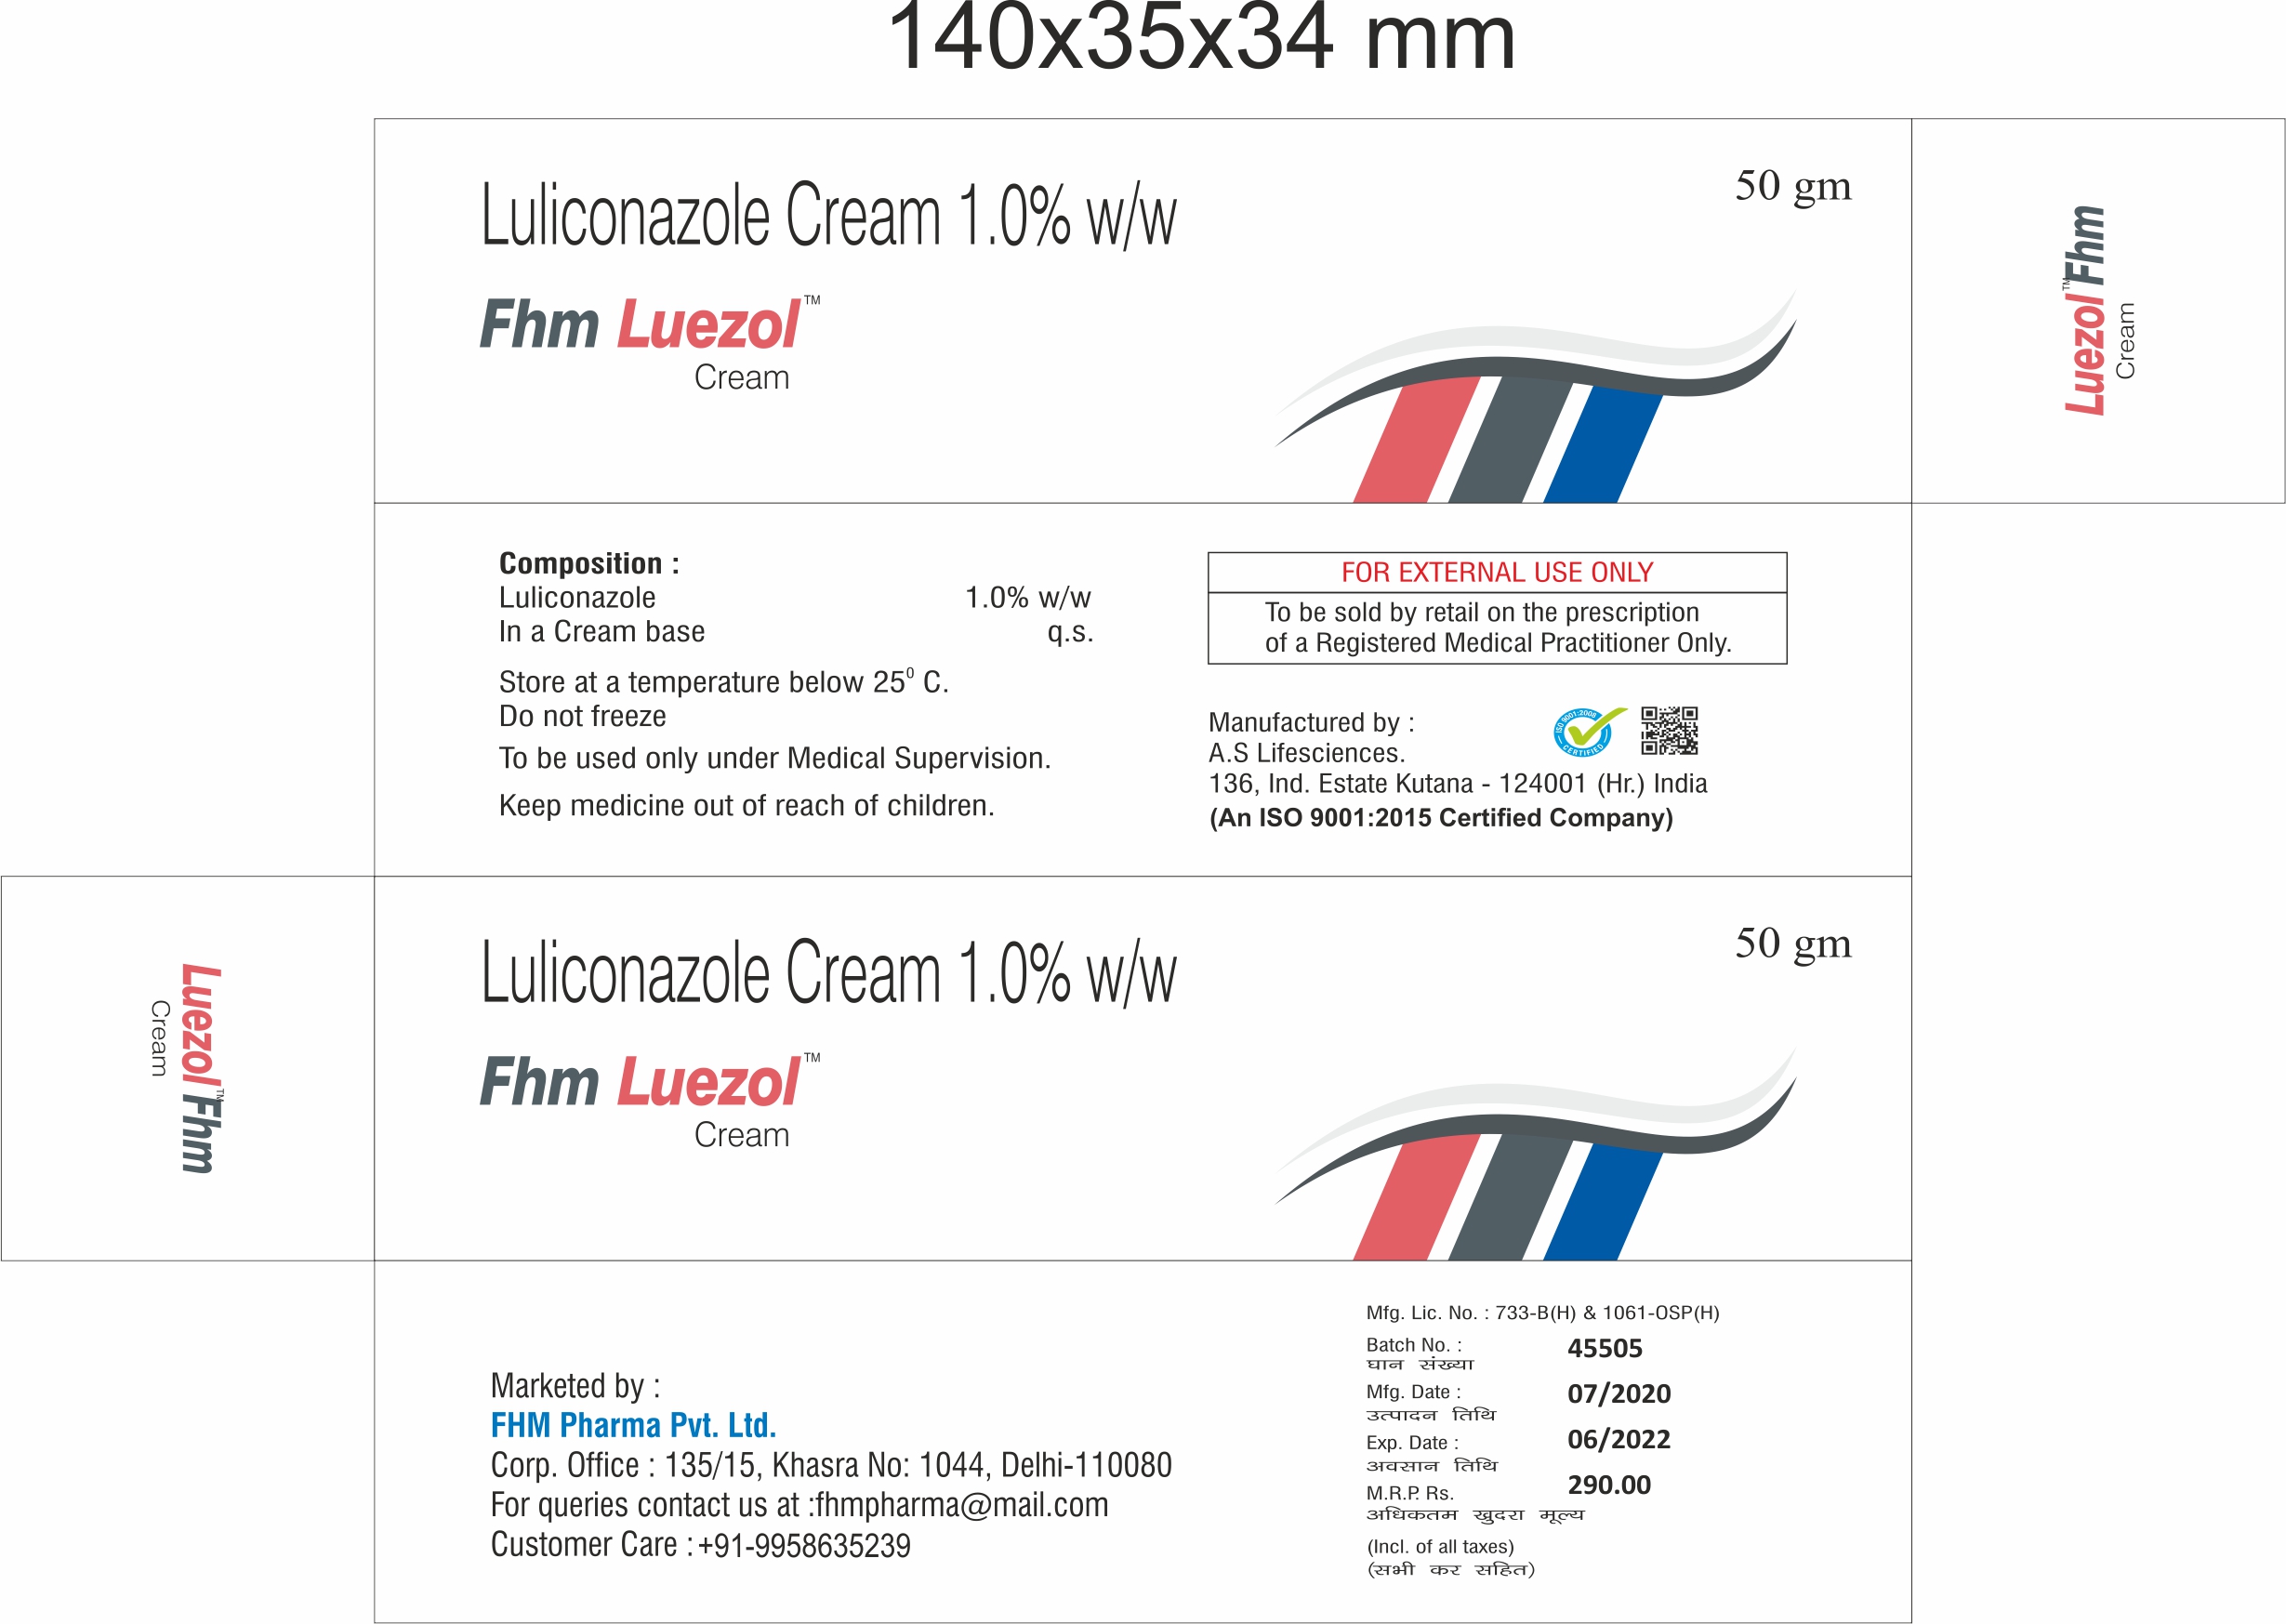 140x35x34 mm
Luliconazole Cream 1.0% w/w
50 gm
Fhm Luezol™
Cream
Luezol™ Fhm
Cream
Composition :
Luliconazole 1.0% w/w
In a Cream base q.s.
Store at a temperature below 25⁰ C.
Do not freeze
To be used only under Medical Supervision.
Keep medicine out of reach of children.
FOR EXTERNAL USE ONLY
To be sold by retail on the prescription
of a Registered Medical Practitioner Only.
Manufactured by :
A.S Lifesciences.
136, Ind. Estate Kutana - 124001 (Hr.) India
(An ISO 9001:2015 Certified Company)
ISO 9001:2008
CERTIFIED
Luliconazole Cream 1.0% w/w
50 gm
Fhm Luezol™
Cream
Luezol™ Fhm
Cream
Marketed by :
FHM Pharma Pvt. Ltd.
Corp. Office : 135/15, Khasra No: 1044, Delhi-110080
For queries contact us at :fhmpharma@mail.com
Customer Care : +91-9958635239
Mfg. Lic. No. : 733-B(H) & 1061-OSP(H)
Batch No. : 45505
घान संख्या
Mfg. Date : 07/2020
उत्पादन तिथि
Exp. Date : 06/2022
अवसान तिथि
M.R.P. Rs. 290.00
अधिकतम खुदरा मूल्य
(Incl. of all taxes)
(सभी कर सहित)